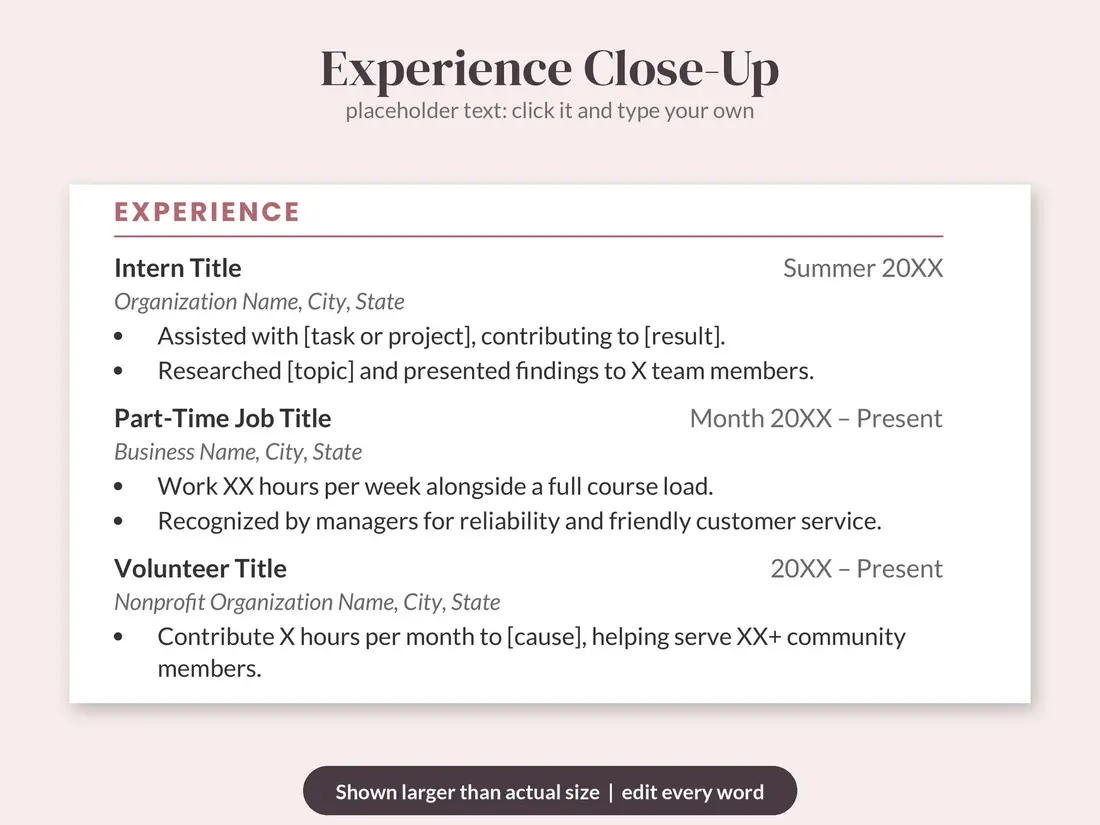 Experience Close-Up
placeholder text: click it and type your own
EXPERIENCE
Intern Title Summer 20XX
Organization Name, City, State
• Assisted with [task or project], contributing to [result].
• Researched [topic] and presented findings to X team members.
Part-Time Job Title Month 20XX – Present
Business Name, City, State
• Work XX hours per week alongside a full course load.
• Recognized by managers for reliability and friendly customer service.
Volunteer Title 20XX – Present
Nonprofit Organization Name, City, State
• Contribute X hours per month to [cause], helping serve XX+ community
members.
Shown larger than actual size | edit every word